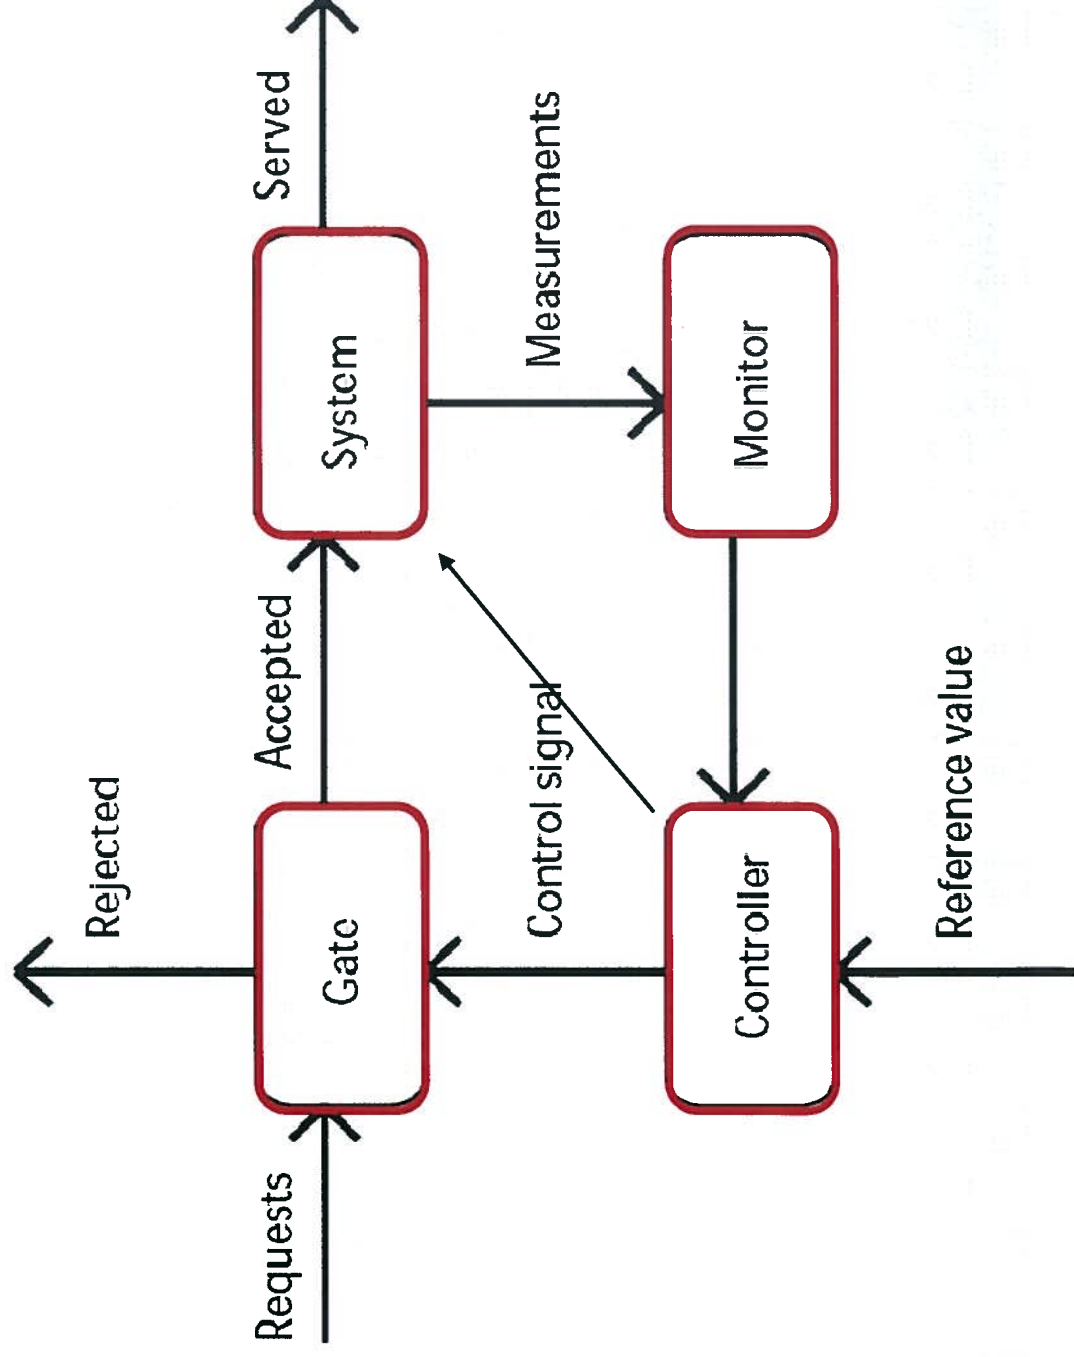 Rejected
Requests
Accepted
Served
Gate
System
Control signal
Measurements
Controller
Monitor
Reference value